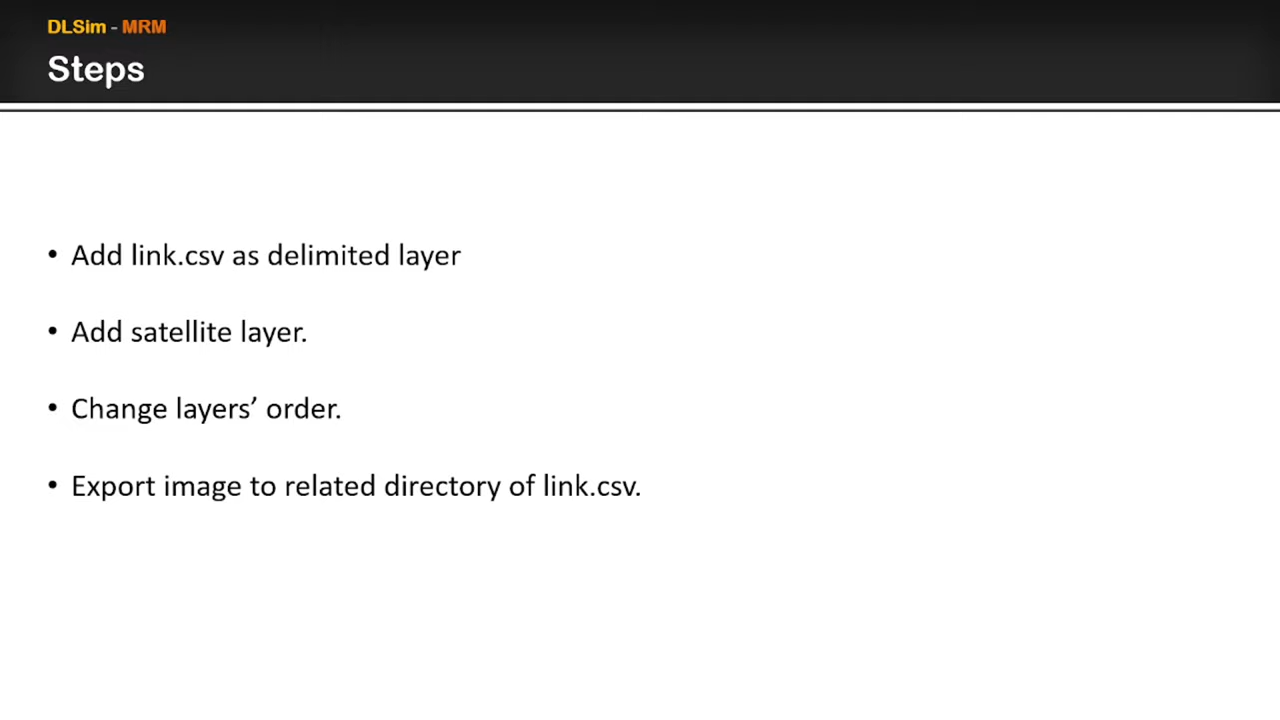 DLSim - MRM
Steps
• Add link.csv as delimited layer
• Add satellite layer.
• Change layers’ order.
• Export image to related directory of link.csv.